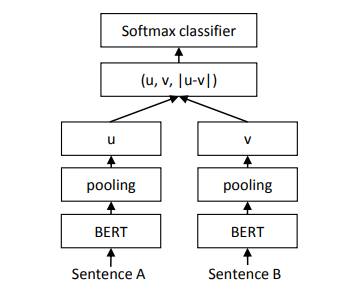 Softmax classifier
(u, v, |u-v|)
u v
pooling pooling
BERT BERT
Sentence A Sentence B